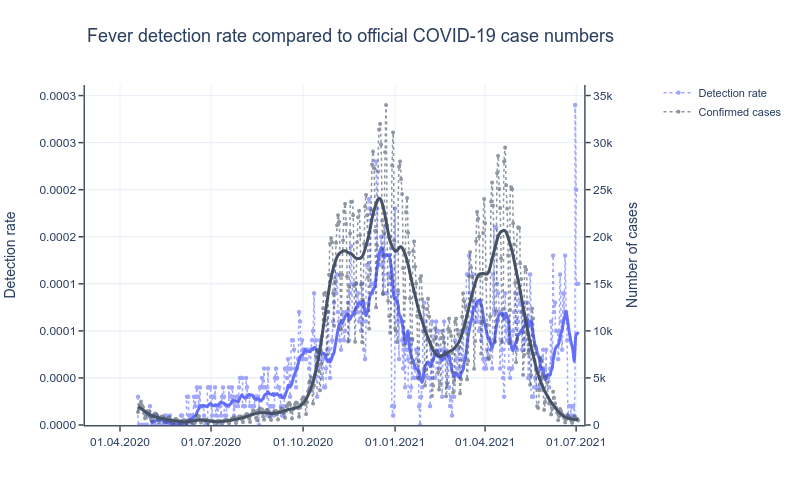 Fever detection rate compared to official COVID-19 case numbers
Detection rate
Confirmed cases
0.0003
0.0003
0.0002
0.0002
0.0001
0.0001
0.0000
0.0000
Detection rate
35k
30k
25k
20k
15k
10k
5k
0
Number of cases
01.04.2020
01.07.2020
01.10.2020
01.01.2021
01.04.2021
01.07.2021